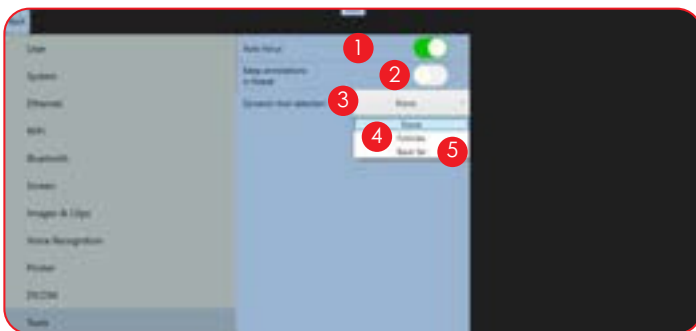 User
Auto focus
1
System
Keep annotations
in freeze
2
Ethernet
Dynamic tool selection
3
None
WiFi
None
4
Follicles
Bluetooth
Back fat
5
Screen
Images & Clips
Voice Recognition
Printer
DICOM
Tools